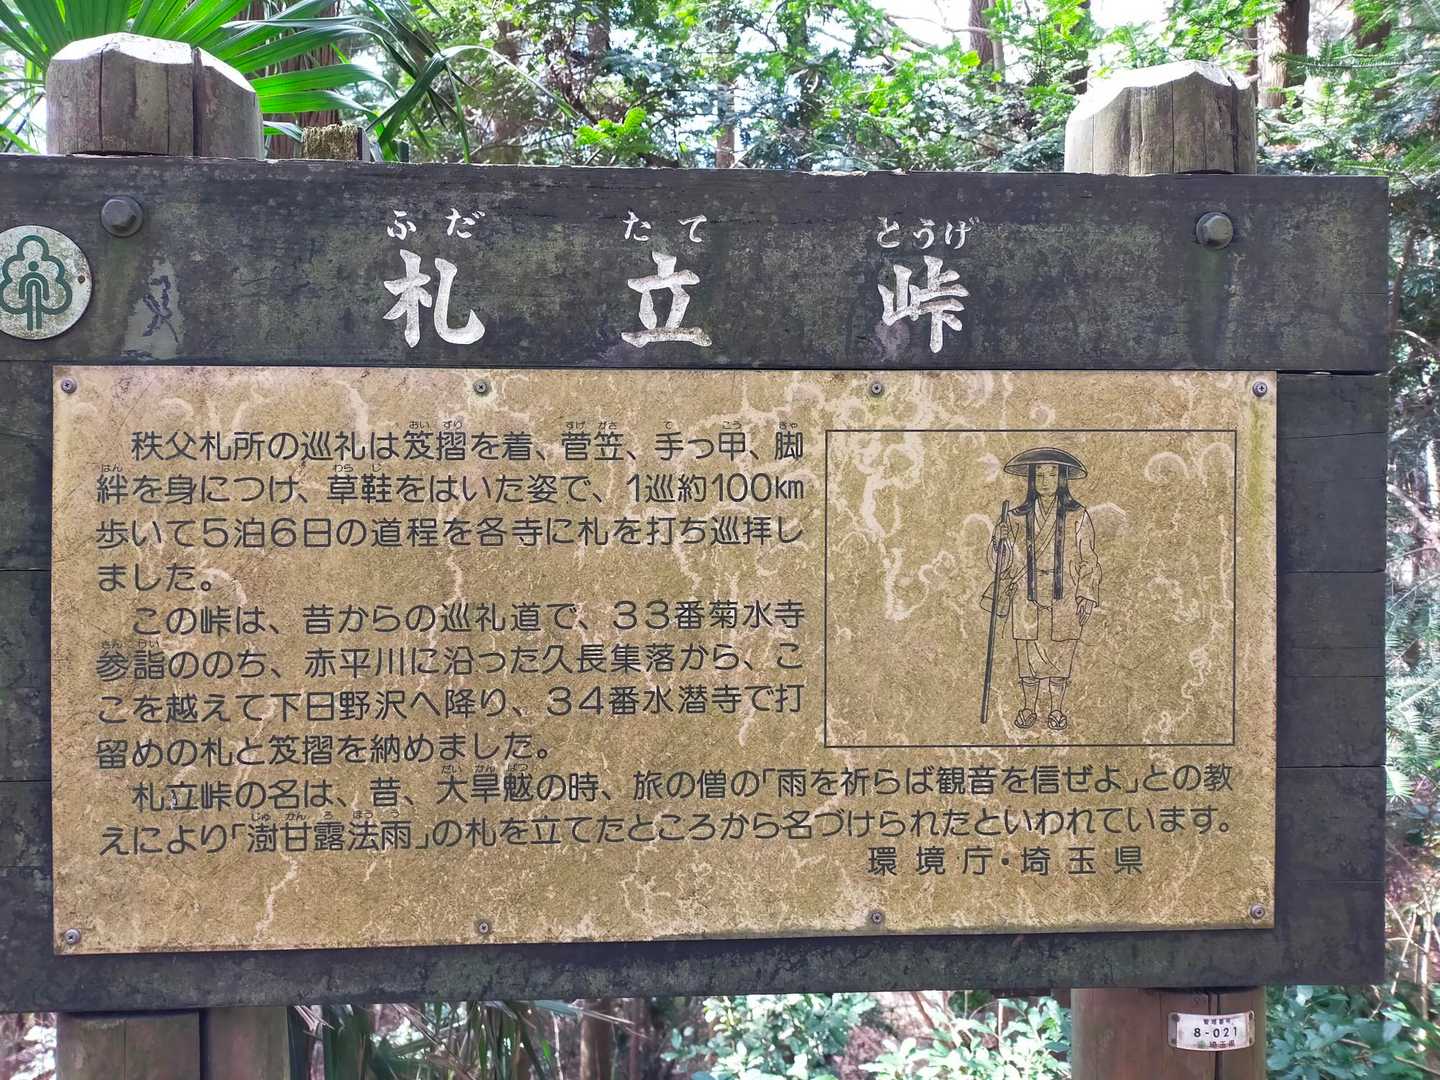 ふだ たて とうげ
札立峠
秩父札所の巡礼は笈摺を着、菅笠、手っ甲、脚
絆を身につけ、草鞋をはいた姿で、1巡約100km
歩いて5泊6日の道程を各寺に札を打ち巡拝し
ました。
この峠は、昔からの巡礼道で、33番菊水寺
参詣ののち、赤平川に沿った久長集落から、こ
こを越えて下日野沢へ降り、34番水潜寺で打
留めの札と笈摺を納めました。
札立峠の名は、昔、大旱魃の時、旅の僧の「雨を祈らば観音を信ぜよ」との教
えにより「澍甘露法雨」の札を立てたところから名づけられたといわれています。
環境庁・埼玉県
8-021
埼玉県